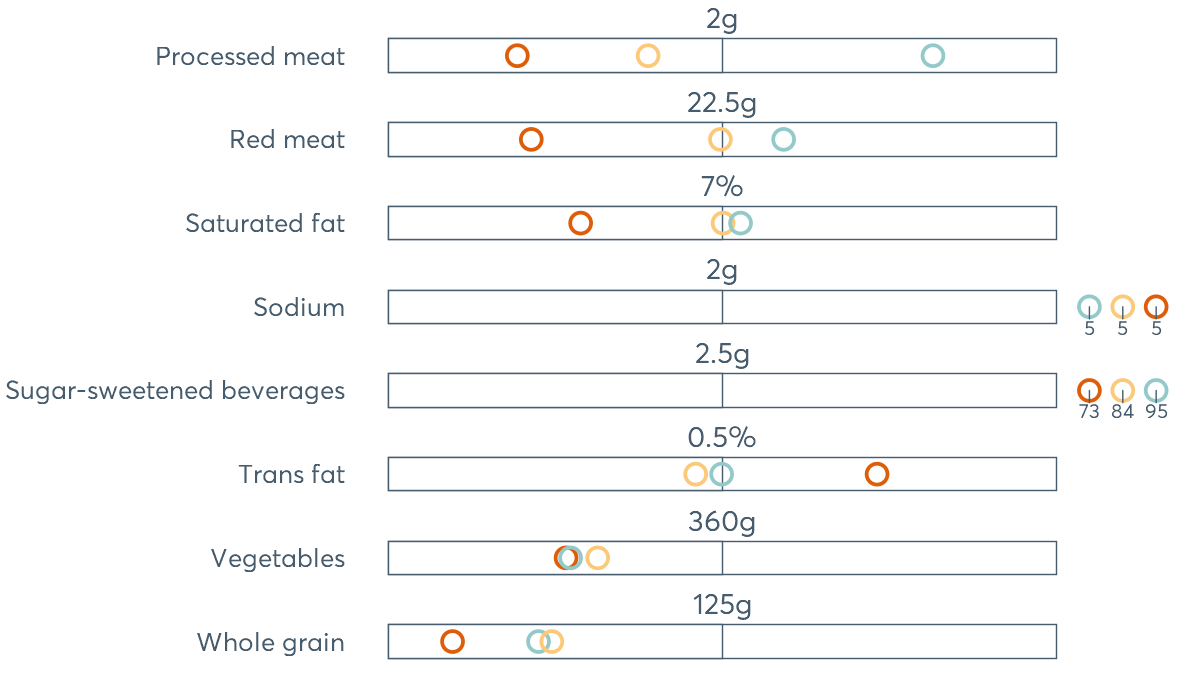 2g
Processed meat
22.5g
Red meat
7%
Saturated fat
2g
Sodium
5 5 5
2.5g
Sugar-sweetened beverages
73 84 95
0.5%
Trans fat
360g
Vegetables
125g
Whole grain